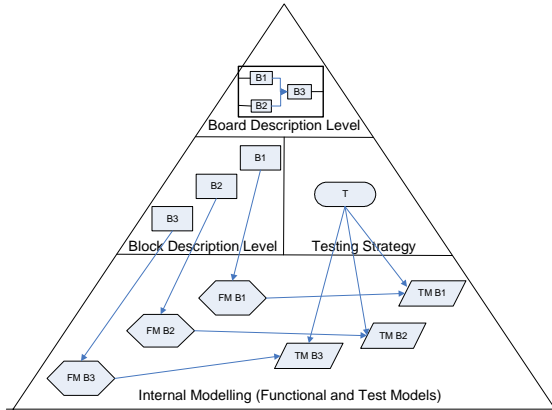 B1
B3
B2
Board Description Level
B1
B2
T
B3
Block Description Level
Testing Strategy
FM B1
TM B1
FM B2
TM B2
TM B3
FM B3
Internal Modelling (Functional and Test Models)